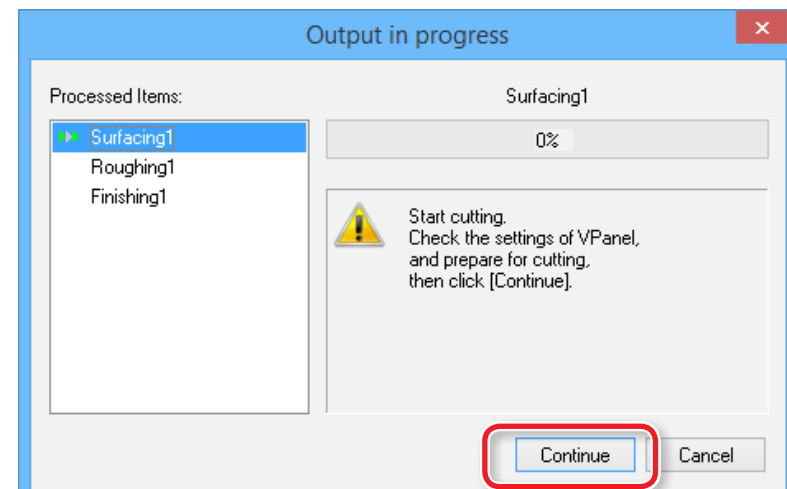 Output in progress
Processed Items:
Surfacing1
Surfacing1
Roughing1
Finishing1
0%
Start cutting.
Check the settings of VPanel,
and prepare for cutting,
then click [Continue].
Continue
Cancel